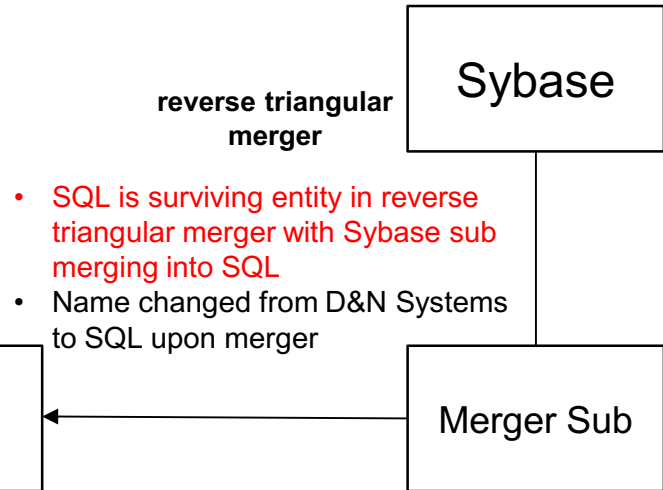 Sybase
reverse triangular
merger
• SQL is surviving entity in reverse
triangular merger with Sybase sub
merging into SQL
• Name changed from D&N Systems
to SQL upon merger
Merger Sub